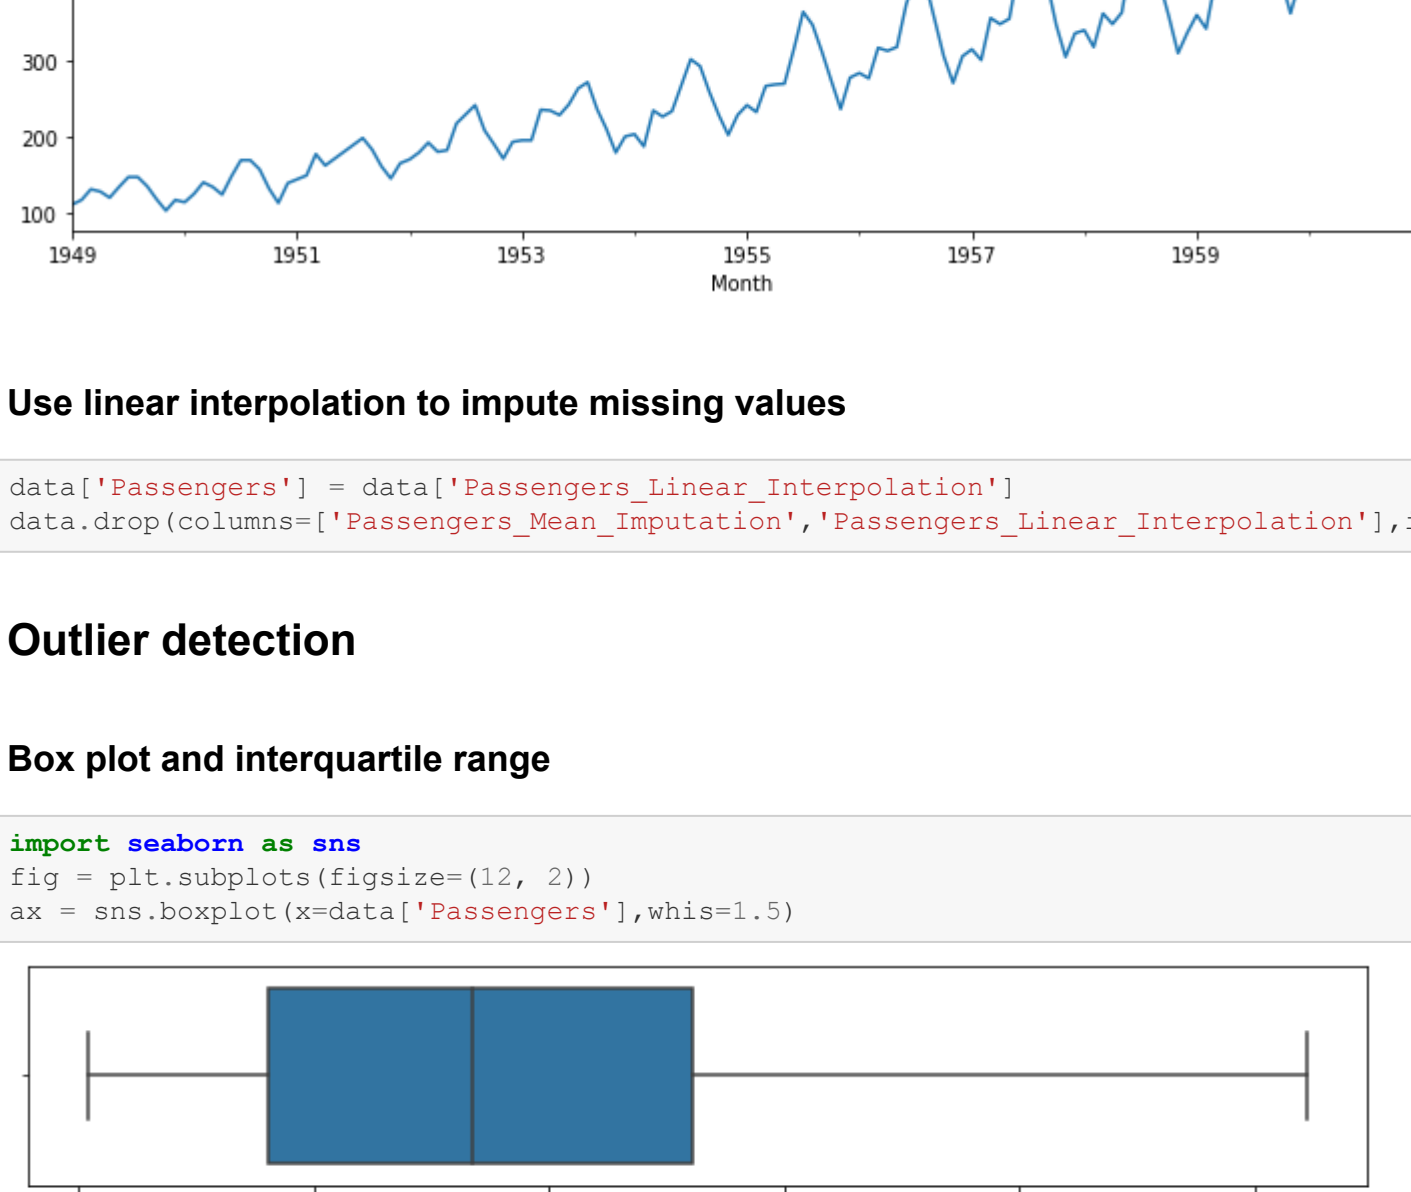 300
200
100
1949 1951 1953 1955 1957 1959
Month
Use linear interpolation to impute missing values
data['Passengers'] = data['Passengers_Linear_Interpolation']
data.drop(columns=['Passengers_Mean_Imputation','Passengers_Linear_Interpolation'],
Outlier detection
Box plot and interquartile range
import seaborn as sns
fig = plt.subplots(figsize=(12, 2))
ax = sns.boxplot(x=data['Passengers'],whis=1.5)